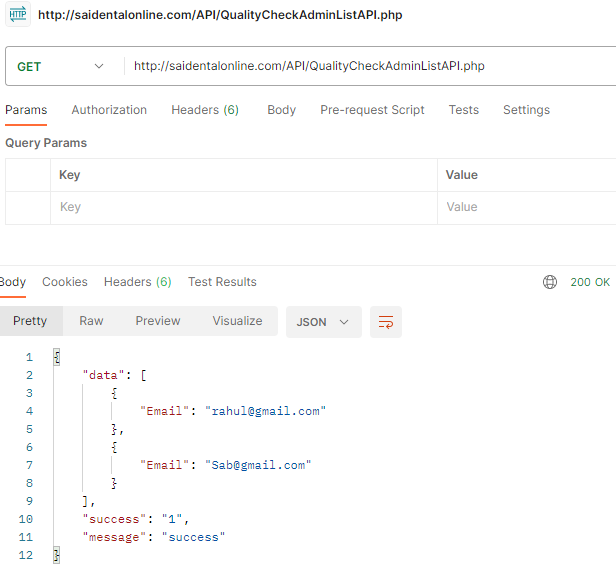 HTTP http://saidentalonline.com/API/QualityCheckAdminListAPI.php
GET http://saidentalonline.com/API/QualityCheckAdminListAPI.php
Params Authorization Headers (6) Body Pre-request Script Tests Settings
Query Params
Key Value
Key Value
Body Cookies Headers (6) Test Results 200 OK
Pretty Raw Preview Visualize JSON
1 {
2 "data": [
3 {
4 "Email": "rahul@gmail.com"
5 },
6 {
7 "Email": "Sab@gmail.com"
8 }
9 ],
10 "success": "1",
11 "message": "success"
12 }